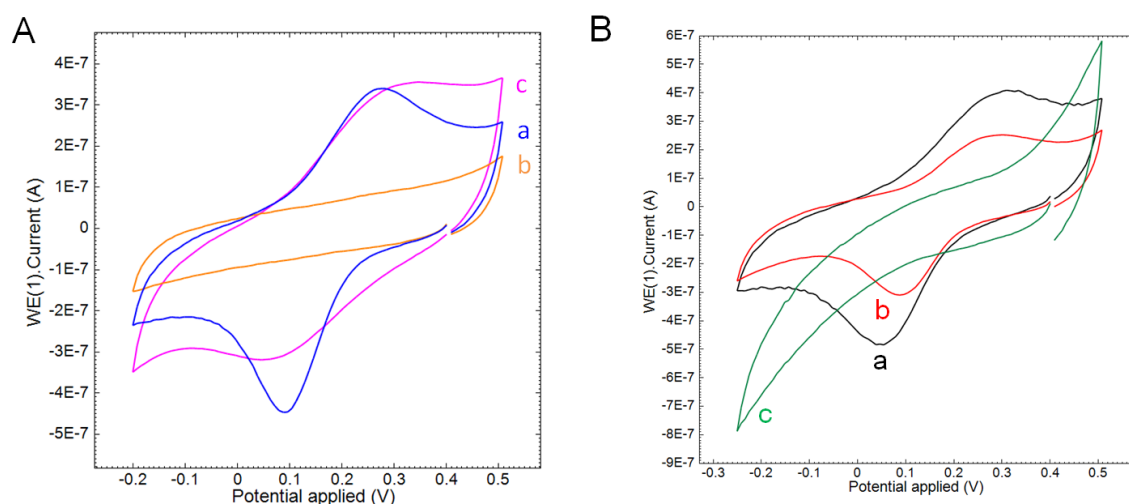 A
WE(1).Current (A)
4E-7
3E-7
2E-7
1E-7
0
-1E-7
-2E-7
-3E-7
-4E-7
-5E-7
c
a
b
-0.2
-0.1
0
0.1
0.2
0.3
0.4
0.5
Potential applied (V)
B
WE(1).Current (A)
6E-7
5E-7
4E-7
3E-7
2E-7
1E-7
0
-1E-7
-2E-7
-3E-7
-4E-7
-5E-7
-6E-7
-7E-7
-8E-7
-9E-7
b
a
c
-0.3
-0.2
-0.1
0
0.1
0.2
0.3
0.4
0.5
Potential applied (V)